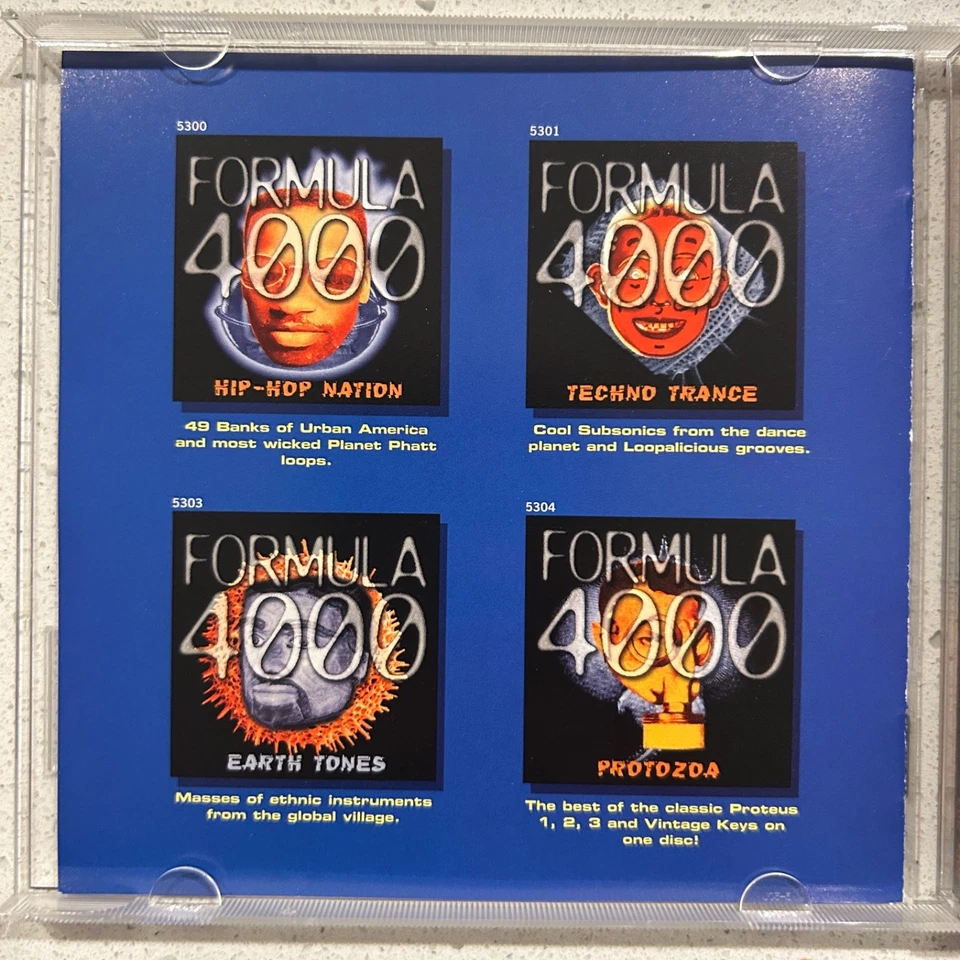 5300
FORMULA
4000
HIP-HOP NATION
49 Banks of Urban America
and most wicked Planet Phatt
loops.
5301
FORMULA
4000
TECHNO TRANCE
Cool Subsonics from the dance
planet and Loopalicious grooves.
5303
FORMULA
4000
EARTH TONES
Masses of ethnic instruments
from the global village.
5304
FORMULA
4000
PROTOZOA
The best of the classic Proteus
1, 2, 3 and Vintage Keys on
one disc!